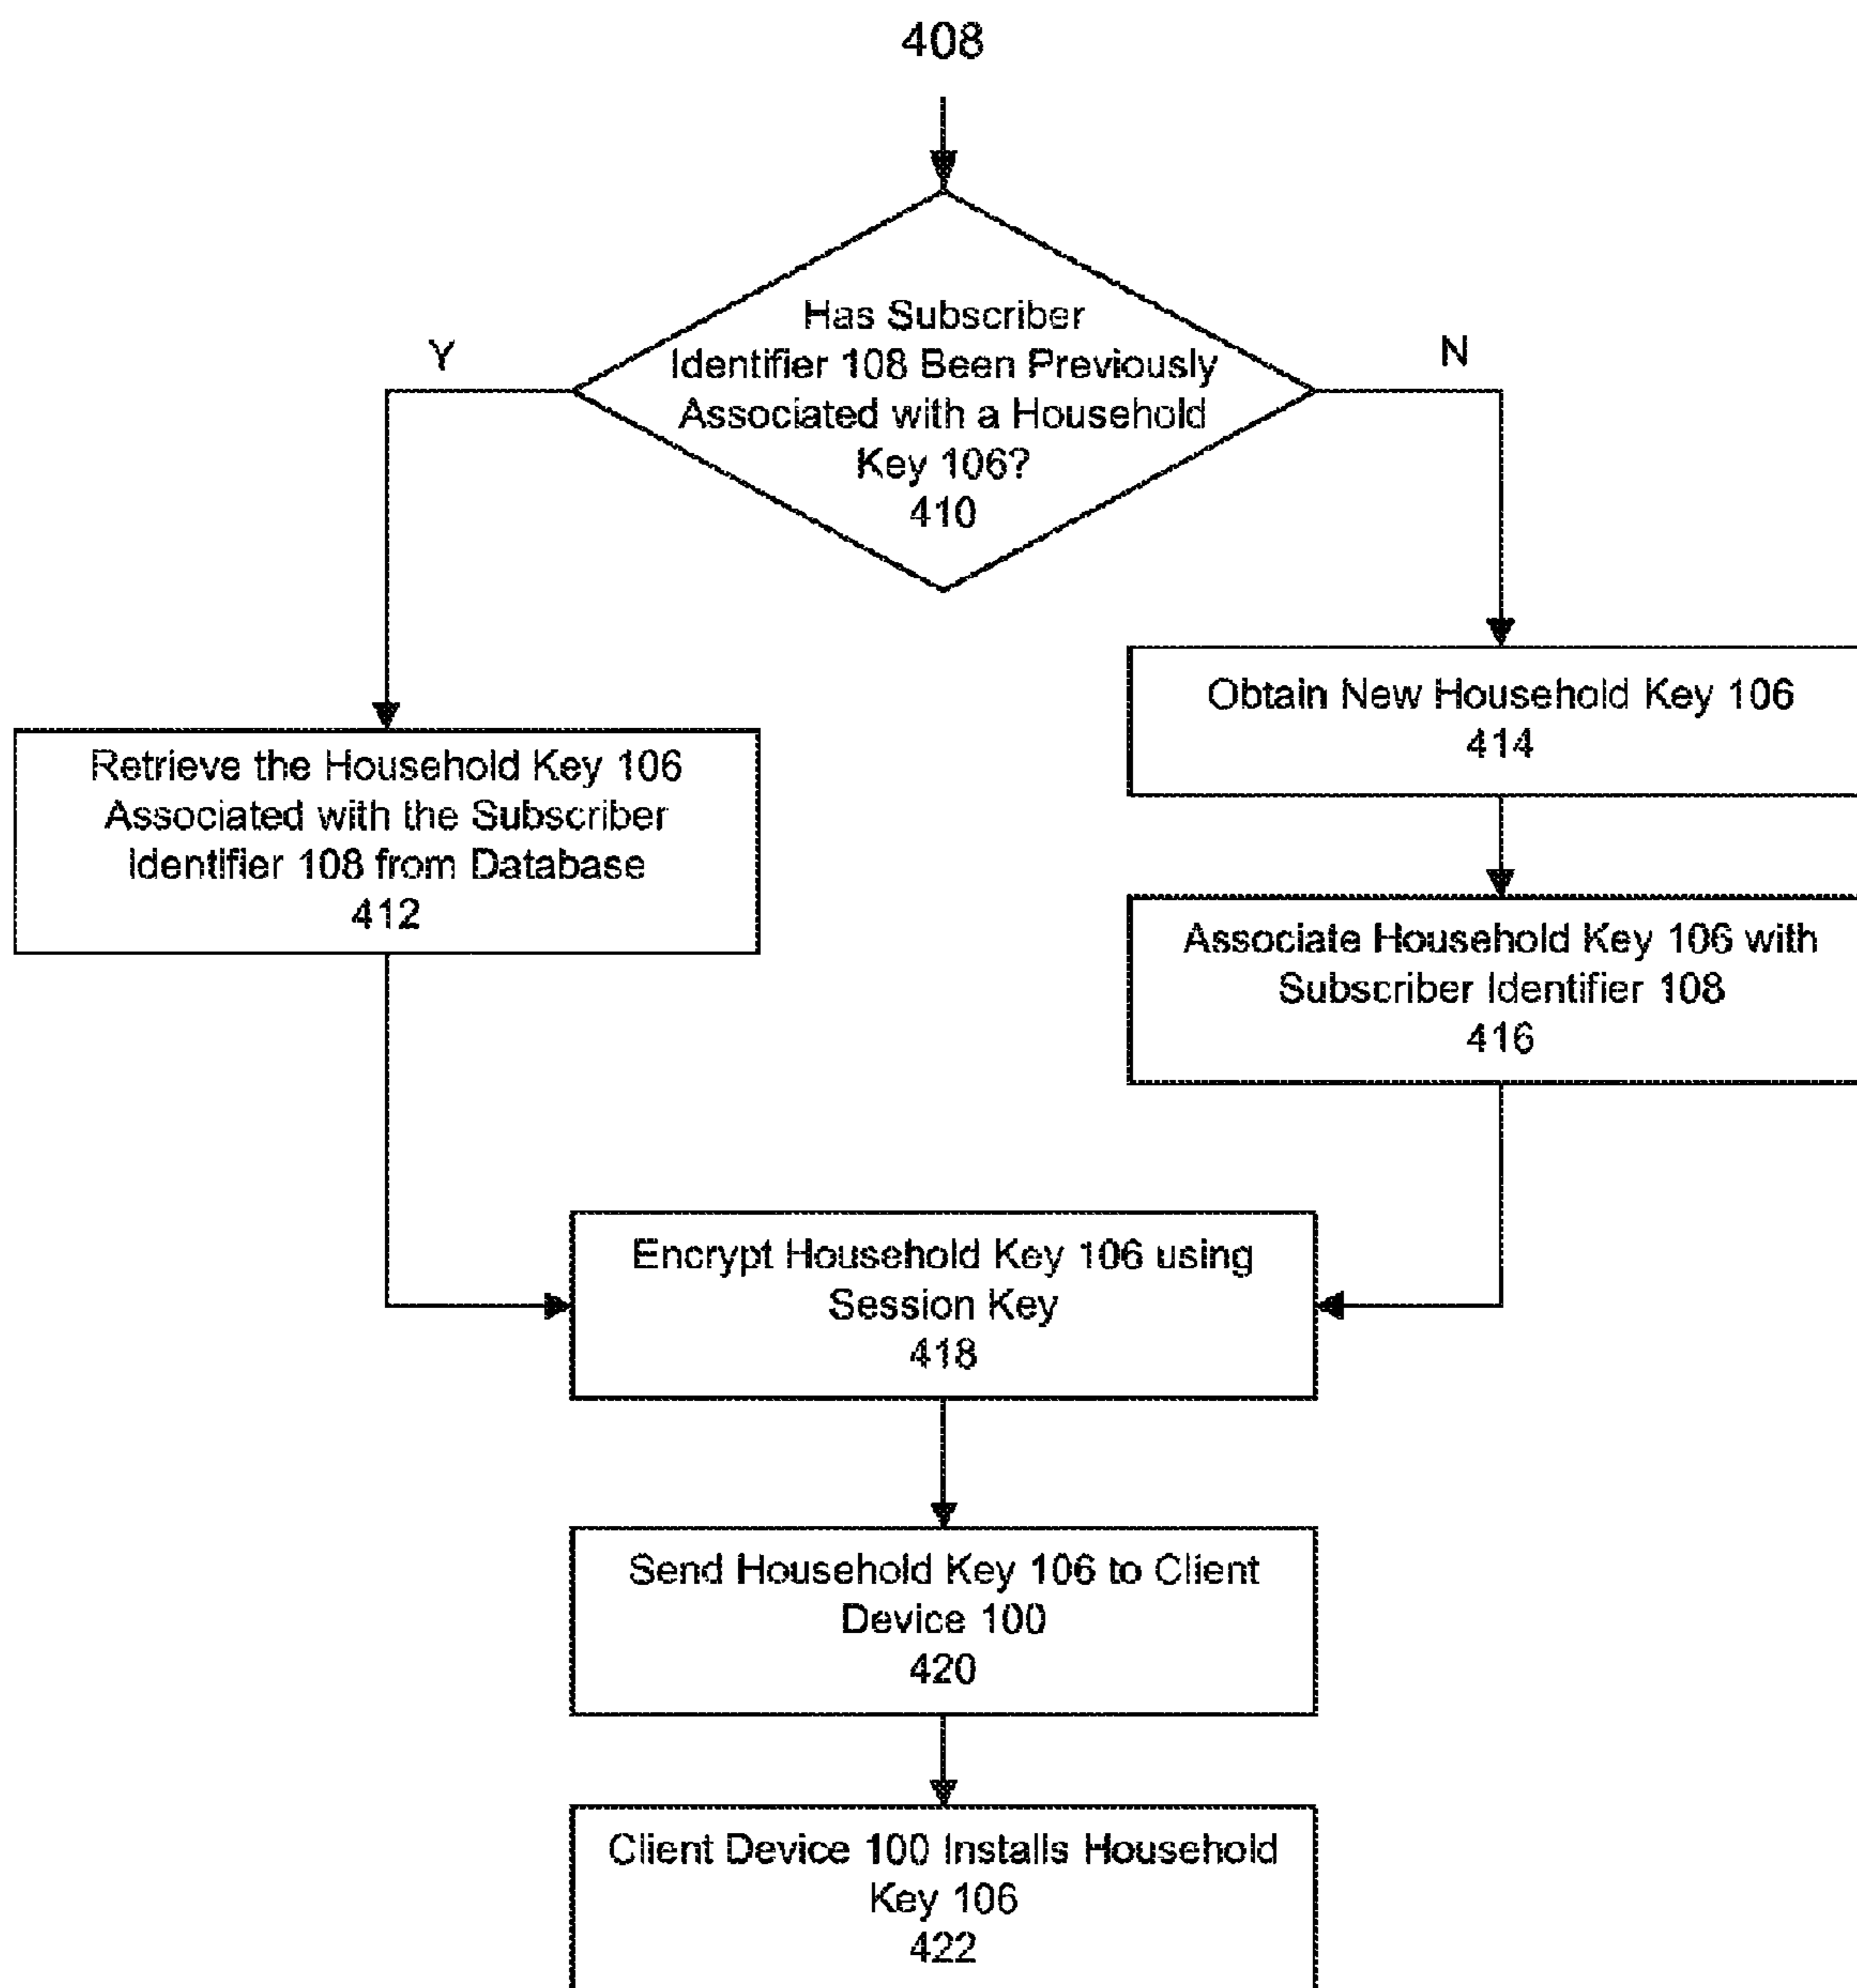 408
Has Subscriber
Identifier 108 Been Previously
Associated with a Household
Key 106?
410
Y
N
Obtain New Household Key 106
414
Retrieve the Household Key 106
Associated with the Subscriber
Identifier 108 from Database
412
Associate Household Key 106 with
Subscriber Identifier 108
416
Encrypt Household Key 106 using
Session Key
418
Send Household Key 106 to Client
Device 100
420
Client Device 100 Installs Household
Key 106
422